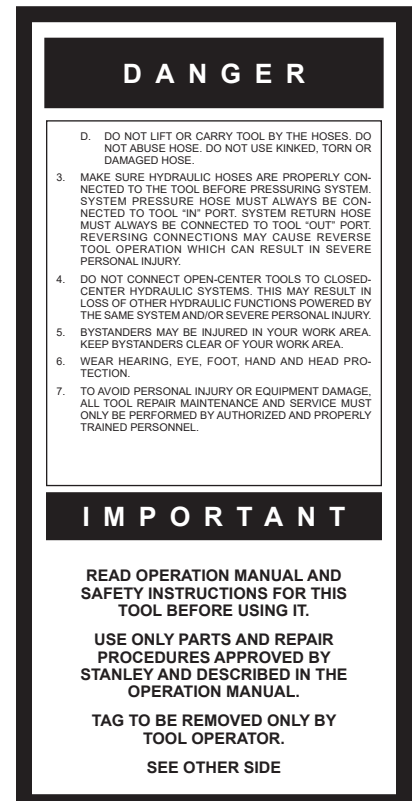 DANGER
D. DO NOT LIFT OR CARRY TOOL BY THE HOSES. DO
NOT ABUSE HOSE. DO NOT USE KINKED, TORN OR
DAMAGED HOSE.
3. MAKE SURE HYDRAULIC HOSES ARE PROPERLY CON-
NECTED TO THE TOOL BEFORE PRESSURING SYSTEM.
SYSTEM PRESSURE HOSE MUST ALWAYS BE CON-
NECTED TO TOOL “IN” PORT. SYSTEM RETURN HOSE
MUST ALWAYS BE CONNECTED TO TOOL “OUT” PORT.
REVERSING CONNECTIONS MAY CAUSE REVERSE
TOOL OPERATION WHICH CAN RESULT IN SEVERE
PERSONAL INJURY.
4. DO NOT CONNECT OPEN-CENTER TOOLS TO CLOSED-
CENTER HYDRAULIC SYSTEMS. THIS MAY RESULT IN
LOSS OF OTHER HYDRAULIC FUNCTIONS POWERED BY
THE SAME SYSTEM AND/OR SEVERE PERSONAL INJURY.
5. BYSTANDERS MAY BE INJURED IN YOUR WORK AREA.
KEEP BYSTANDERS CLEAR OF YOUR WORK AREA.
6. WEAR HEARING, EYE, FOOT, HAND AND HEAD PRO-
TECTION.
7. TO AVOID PERSONAL INJURY OR EQUIPMENT DAMAGE,
ALL TOOL REPAIR MAINTENANCE AND SERVICE MUST
ONLY BE PERFORMED BY AUTHORIZED AND PROPERLY
TRAINED PERSONNEL.
IMPORTANT
READ OPERATION MANUAL AND
SAFETY INSTRUCTIONS FOR THIS
TOOL BEFORE USING IT.
USE ONLY PARTS AND REPAIR
PROCEDURES APPROVED BY
STANLEY AND DESCRIBED IN THE
OPERATION MANUAL.
TAG TO BE REMOVED ONLY BY
TOOL OPERATOR.
SEE OTHER SIDE